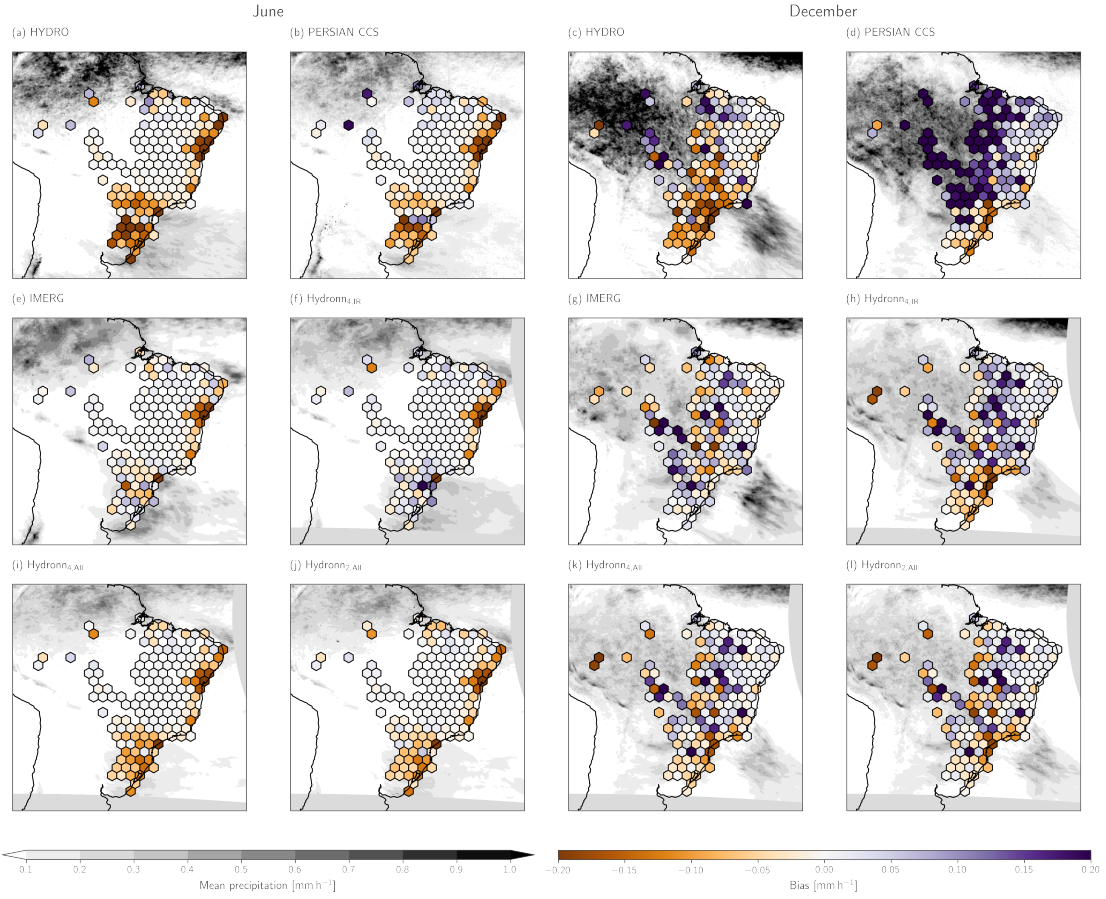 June
December
(a) HYDRO
(b) PERSIAN CCS
(c) HYDRO
(d) PERSIAN CCS
(e) IMERG
(f) Hydronn4,IR
(g) IMERG
(h) Hydronn4,IR
(i) Hydronn4,All
(j) Hydronn2,All
(k) Hydronn4,All
(l) Hydronn2,All
0.1 0.2 0.3 0.4 0.5 0.6 0.7 0.8 0.9 1.0
Mean precipitation [mm h−1]
−0.20 −0.15 −0.10 −0.05 0.00 0.05 0.10 0.15 0.20
Bias [mm h−1]